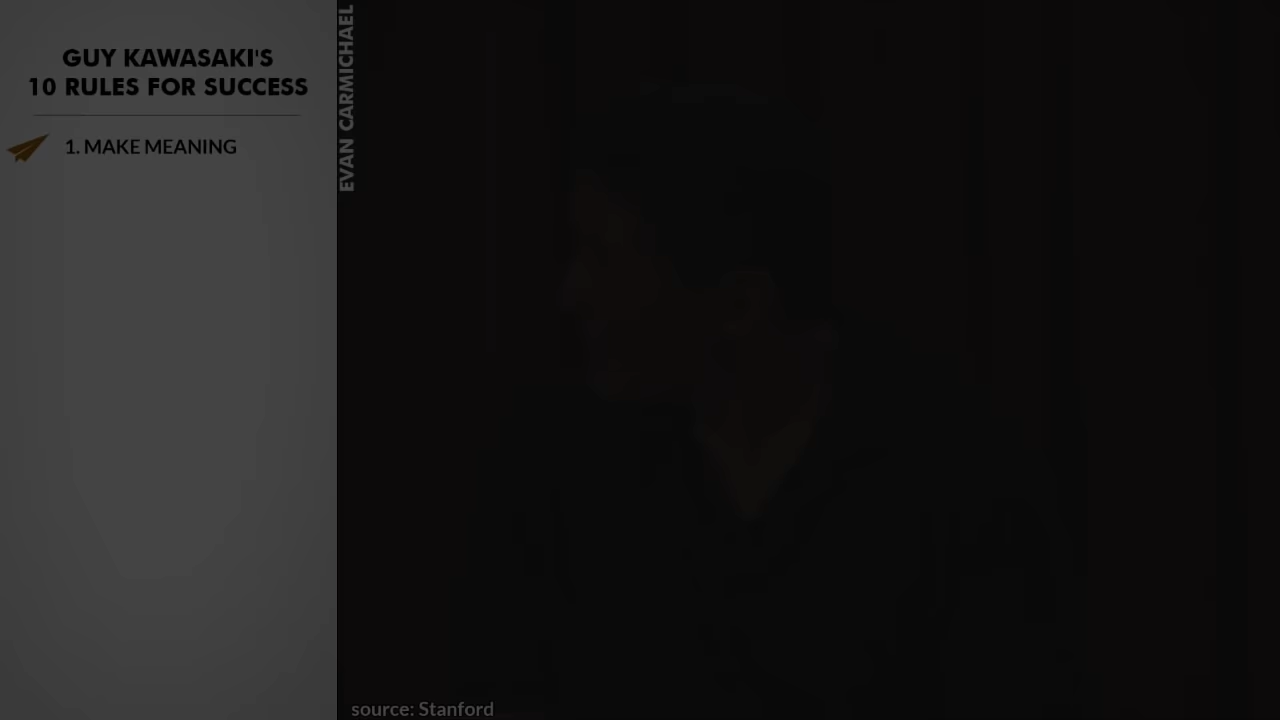 GUY KAWASAKI'S
10 RULES FOR SUCCESS
1. MAKE MEANING
EVAN CARMICHAEL
source: Stanford